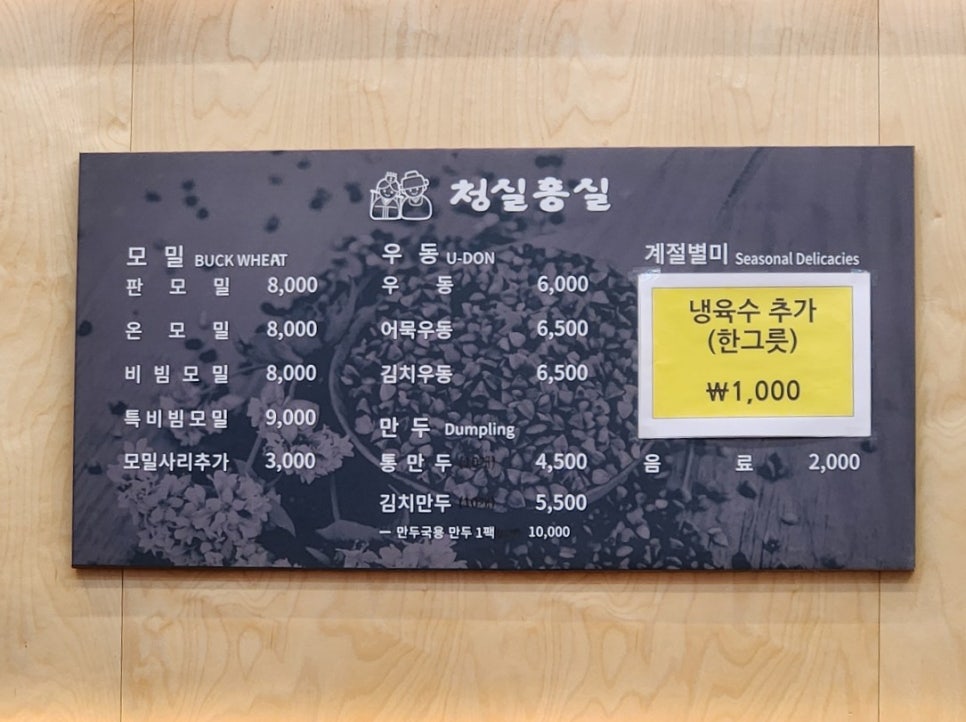 청실홍실
모 밀 BUCK WHEAT
판 모 밀 8,000
온 모 밀 8,000
비 빔 모 밀 8,000
특비빔모밀 9,000
모밀사리추가 3,000
우 동 U-DON
우 동 6,000
어묵우동 6,500
김치우동 6,500
만 두 Dumpling
통 만 두 4,500
김치만두 5,500
— 만두국용 만두 1팩 10,000
계절별미 Seasonal Delicacies
냉육수 추가
(한그릇)
₩1,000
음 료 2,000